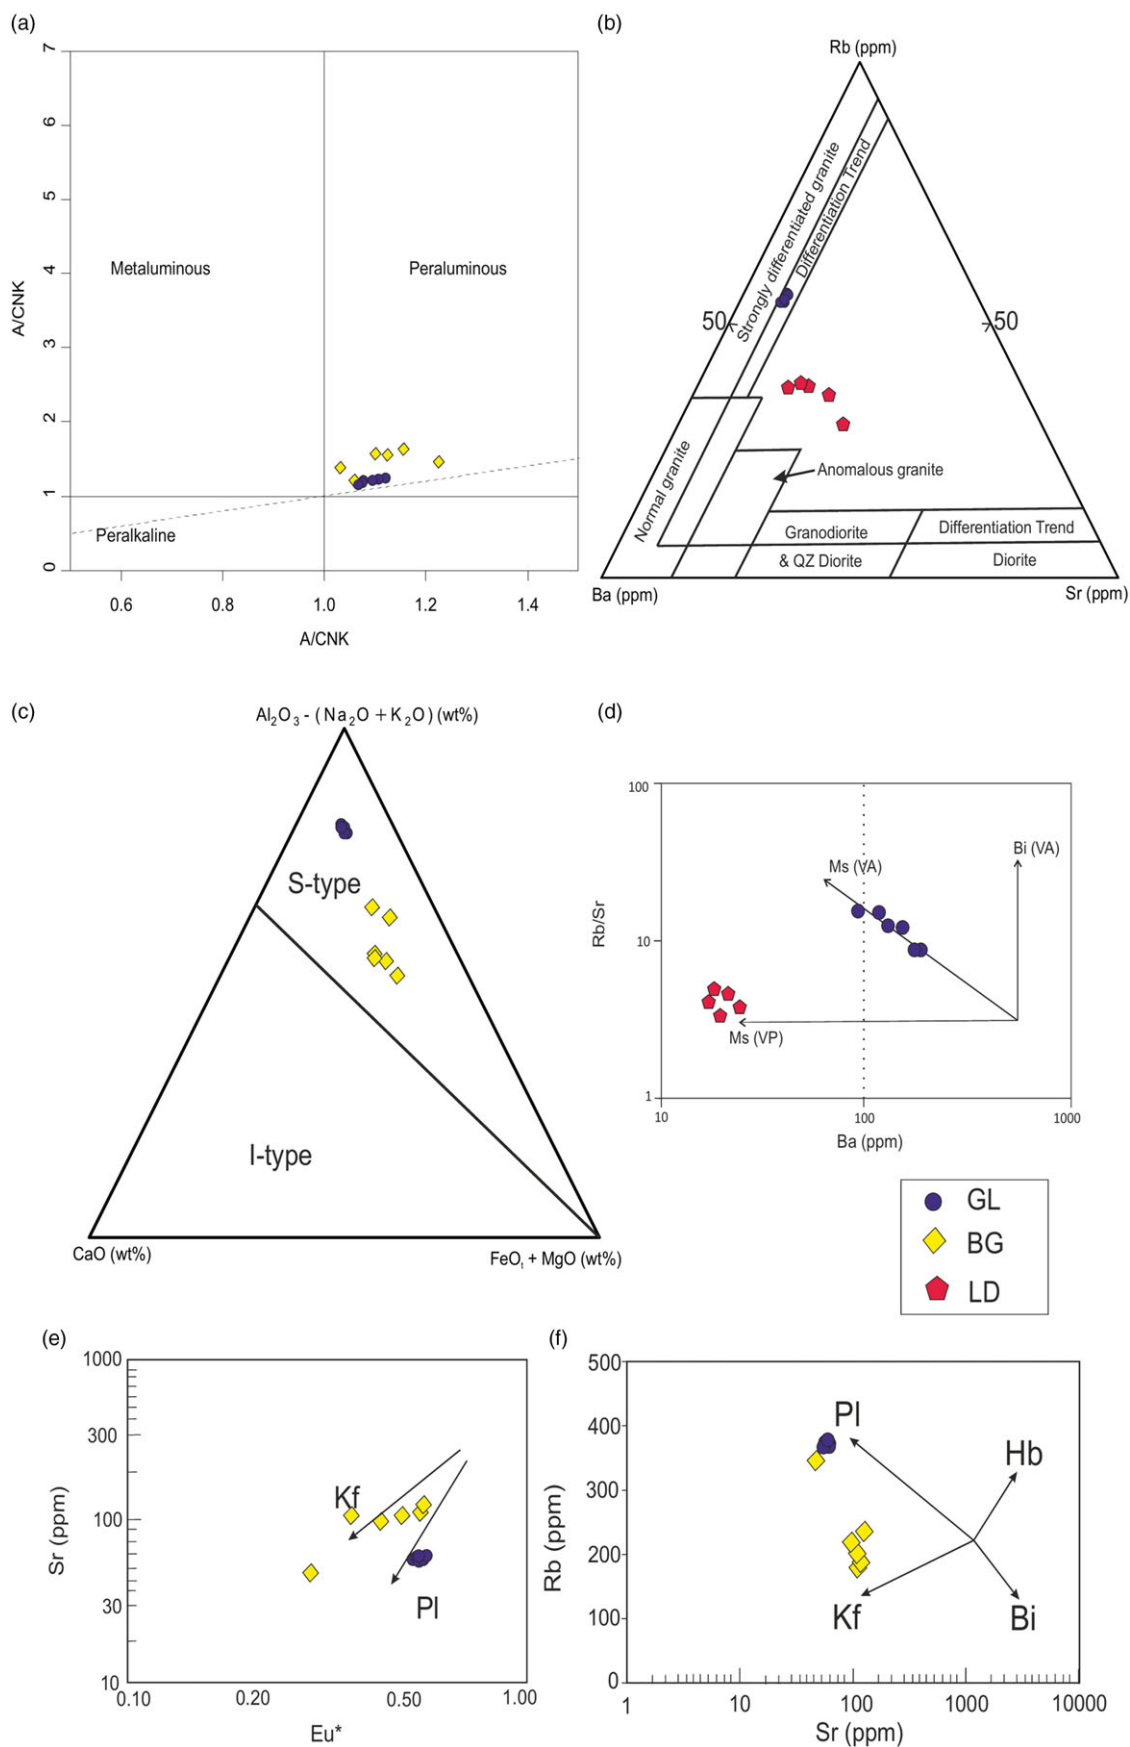 (a)
7
6
5
4
3
2
1
0
A/CNK
Metaluminous
Peraluminous
Peralkaline
0.6
0.8
1.0
1.2
1.4
A/CNK
(b)
Rb (ppm)
Strongly differentiated granite
Differentiation Trend
50
50
Normal granite
Anomalous granite
Granodiorite
Differentiation Trend
& QZ Diorite
Diorite
Ba (ppm)
Sr (ppm)
(c)
Al2O3 - (Na2O + K2O) (wt%)
S-type
I-type
CaO (wt%)
FeOt + MgO (wt%)
(d)
100
10
1
Rb/Sr
Ms (VA)
Bi (VA)
Ms (VP)
10
100
1000
Ba (ppm)
GL
BG
LD
(e)
1000
300
100
30
10
Sr (ppm)
Kf
Pl
0.10
0.20
0.50
1.00
Eu*
(f)
500
400
300
200
100
0
Rb (ppm)
Pl
Hb
Kf
Bi
1
10
100
1000
10000
Sr (ppm)